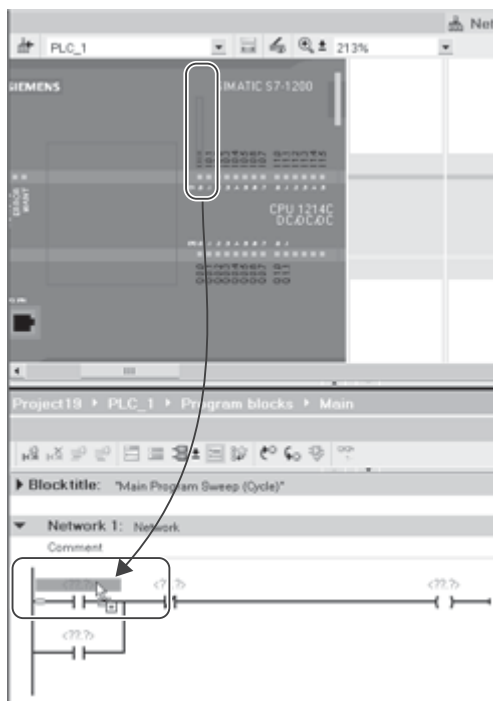 Net
PLC_1
213%
SIEMENS
SIMATIC S7-1200
CPU 1214C
DC/DC/DC
Project19 ▸ PLC_1 ▸ Program blocks ▸ Main
Block title: "Main Program Sweep (Cycle)"
Network 1: Network
Comment
<??.?> <??.?> <??.?>
<??.?>